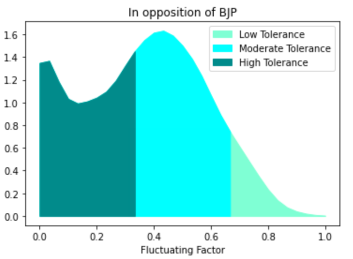 In opposition of BJP
Low Tolerance
Moderate Tolerance
High Tolerance
1.6
1.4
1.2
1.0
0.8
0.6
0.4
0.2
0.0
0.0 0.2 0.4 0.6 0.8 1.0
Fluctuating Factor